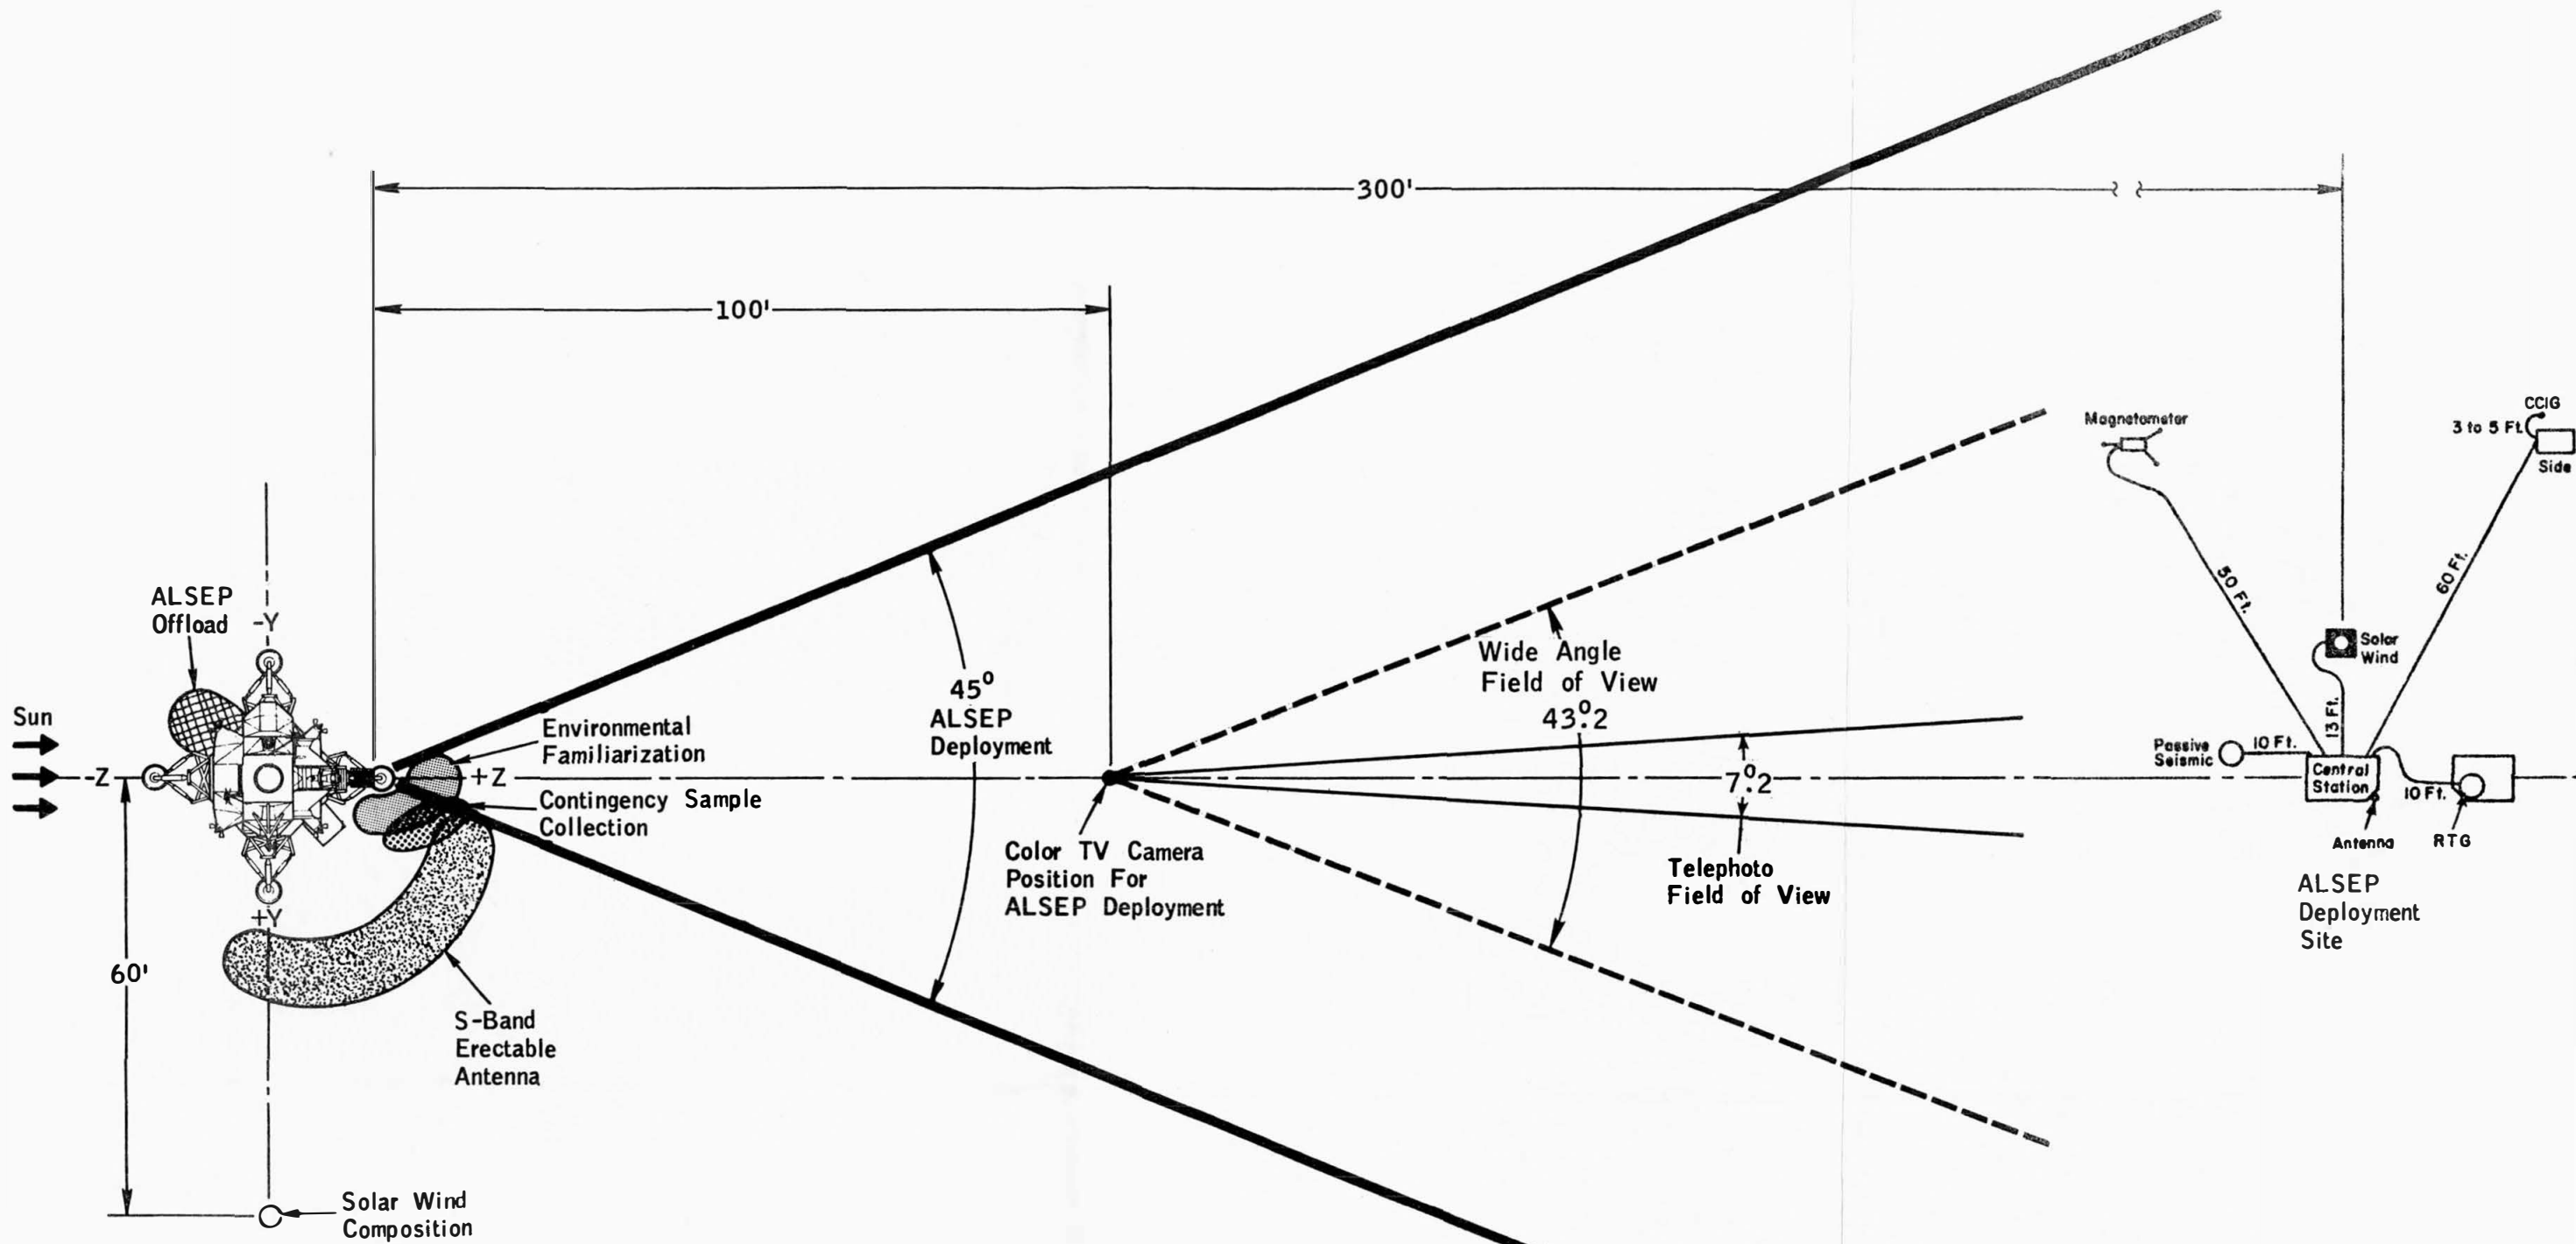 300'
100'
CCIG
3 to 5 Ft.
Side
Magnetometer
50 Ft.
60 Ft.
Solar
Wind
13 Ft.
ALSEP
Offload
-Y
Wide Angle
Field of View
43º.2
45º
ALSEP
Deployment
Sun
Environmental
Familiarization
-Z
+Z
7º.2
Passive
Seismic
10 Ft.
Central
Station
10 Ft.
Antenna
RTG
Contingency Sample
Collection
Color TV Camera
Position For
ALSEP Deployment
Telephoto
Field of View
ALSEP
Deployment
Site
+Y
60'
S-Band
Erectable
Antenna
Solar Wind
Composition